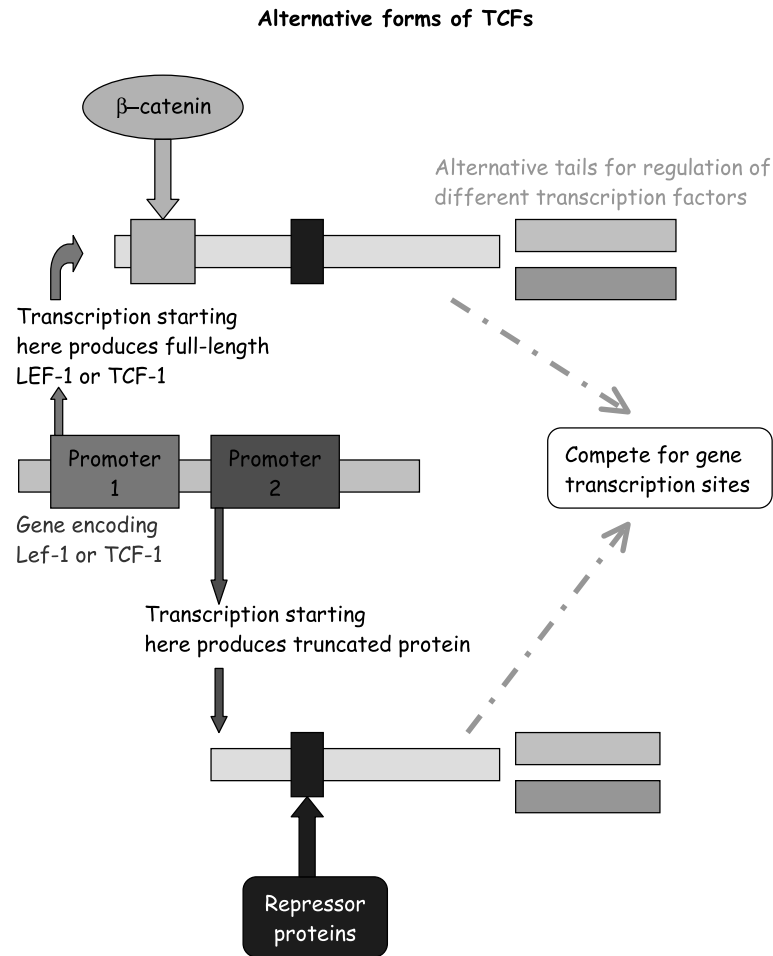 Alternative forms of TCFs
β–catenin
Alternative tails for regulation of
different transcription factors
Transcription starting
here produces full-length
LEF-1 or TCF-1
Promoter
1
Promoter
2
Compete for gene
transcription sites
Gene encoding
Lef-1 or TCF-1
Transcription starting
here produces truncated protein
Repressor
proteins